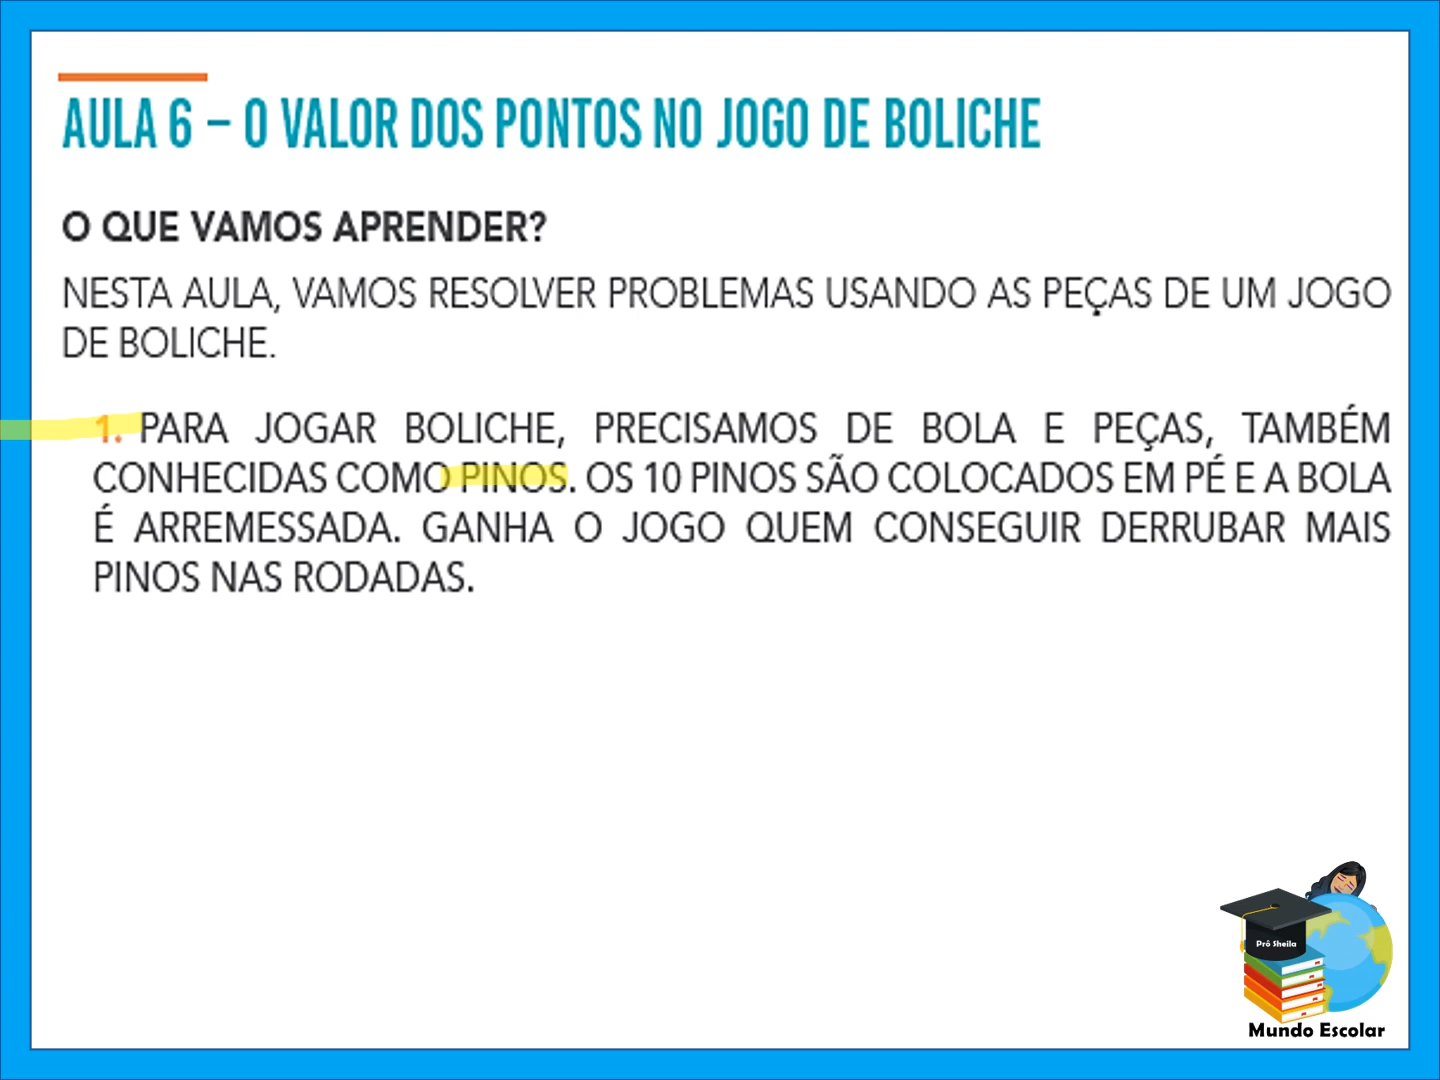 AULA 6 – O VALOR DOS PONTOS NO JOGO DE BOLICHE
O QUE VAMOS APRENDER?
NESTA AULA, VAMOS RESOLVER PROBLEMAS USANDO AS PEÇAS DE UM JOGO
DE BOLICHE.
1. PARA JOGAR BOLICHE, PRECISAMOS DE BOLA E PEÇAS, TAMBÉM
CONHECIDAS COMO PINOS. OS 10 PINOS SÃO COLOCADOS EM PÉ E A BOLA
É ARREMESSADA. GANHA O JOGO QUEM CONSEGUIR DERRUBAR MAIS
PINOS NAS RODADAS.
Prô Sheila
Mundo Escolar